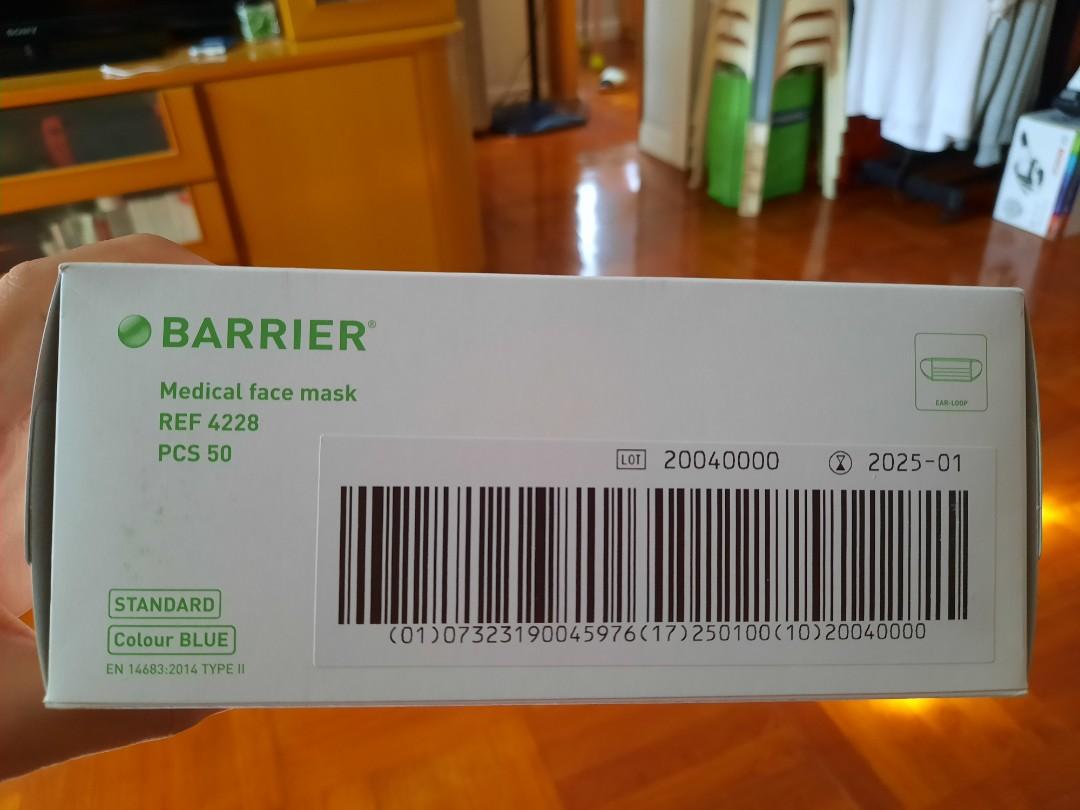 SONY
BARRIER®
Medical face mask
REF 4228
PCS 50
EAR-LOOP
LOT 20040000 2025-01
(01)07323190045976(17)250100(10)20040000
STANDARD
Colour BLUE
EN 14683:2014 TYPE II